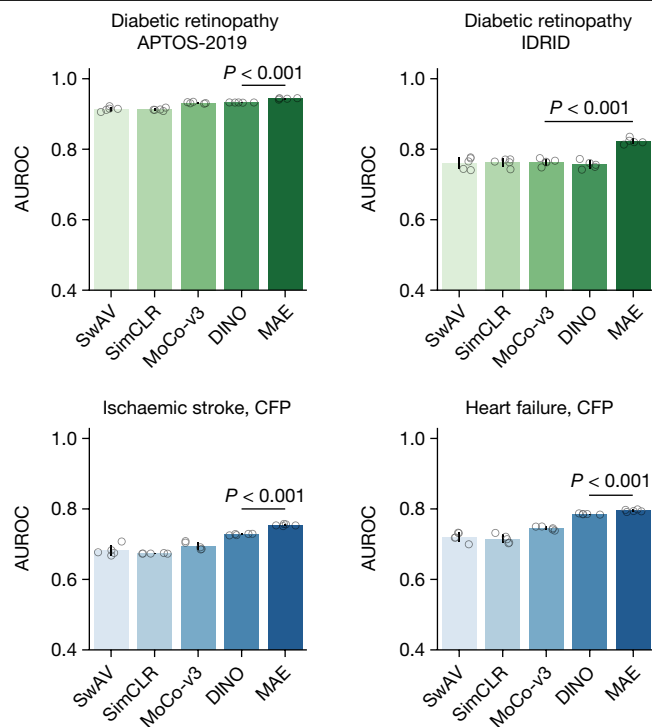 Diabetic retinopathy
APTOS-2019
AUROC
1.0
0.8
0.6
0.4
P < 0.001
SwAV
SimCLR
MoCo-v3
DINO
MAE
Diabetic retinopathy
IDRID
AUROC
1.0
0.8
0.6
0.4
P < 0.001
SwAV
SimCLR
MoCo-v3
DINO
MAE
Ischaemic stroke, CFP
AUROC
1.0
0.8
0.6
0.4
P < 0.001
SwAV
SimCLR
MoCo-v3
DINO
MAE
Heart failure, CFP
AUROC
1.0
0.8
0.6
0.4
P < 0.001
SwAV
SimCLR
MoCo-v3
DINO
MAE